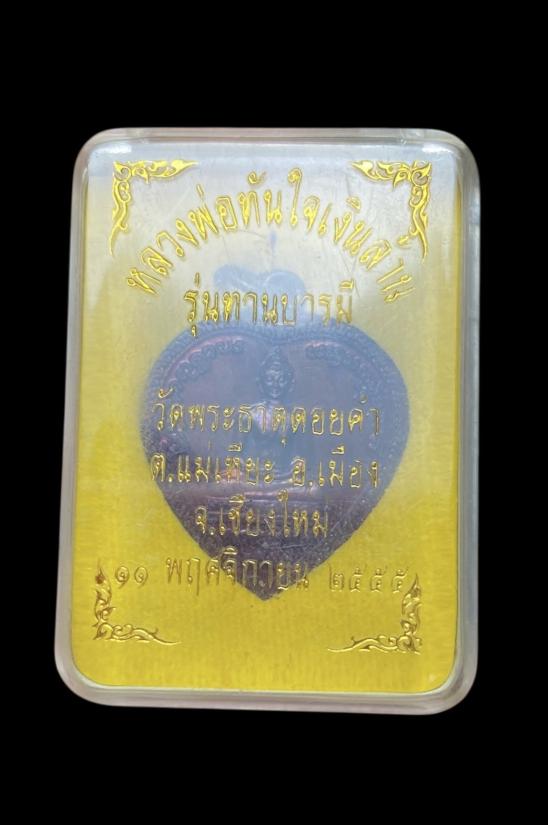 หลวงพ่อทันใจเงินล้าน
รุ่นทานบารมี
วัดพระธาตุดอยคำ
ต.แม่เหียะ อ.เมือง
จ.เชียงใหม่
๑๑ พฤศจิกายน ๒๕๕๕